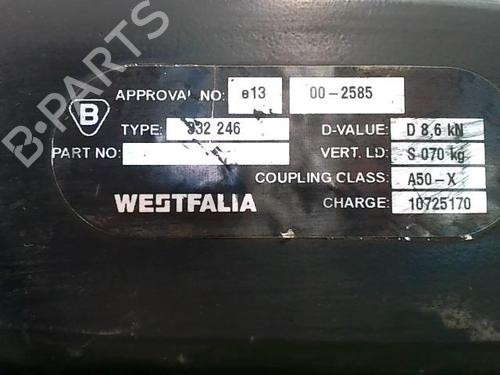 APPROVAL NO: e13 00-2585
B
TYPE: 332 246 D-VALUE: D 8,6 kN
PART NO: VERT. LD: S 070 kg
COUPLING CLASS: A50-X
WESTFALIA CHARGE: 10725170
B-PARTS